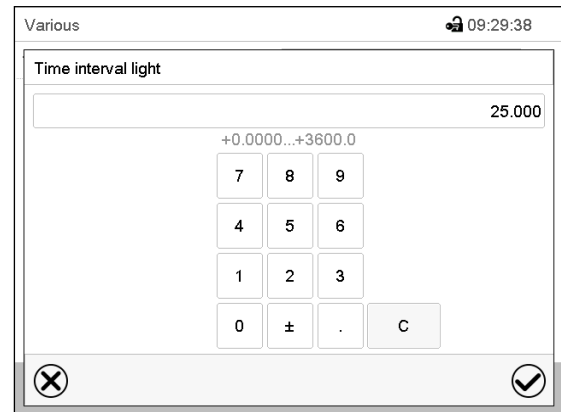 Various 09:29:38
Time interval light
25.000
+0.0000...+3600.0
7 8 9
4 5 6
1 2 3
0 ± . C